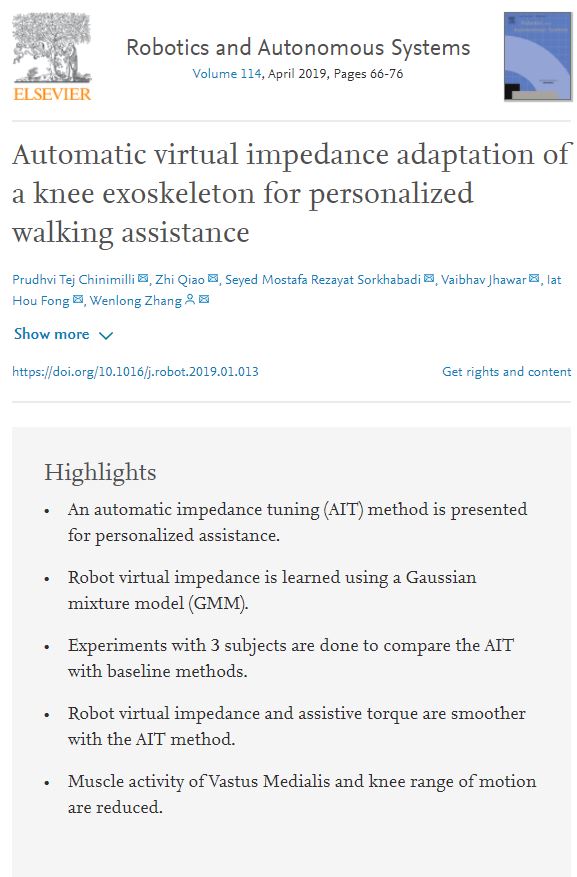 Robotics and Autonomous Systems
Volume 114, April 2019, Pages 66-76
ELSEVIER
Automatic virtual impedance adaptation of
a knee exoskeleton for personalized
walking assistance
Prudhvi Tej Chinimilli, Zhi Qiao, Seyed Mostafa Rezayat Sorkhabadi, Vaibhav Jhawar, Iat
Hou Fong, Wenlong Zhang
Show more
https://doi.org/10.1016/j.robot.2019.01.013
Get rights and content
Highlights
• An automatic impedance tuning (AIT) method is presented
for personalized assistance.
• Robot virtual impedance is learned using a Gaussian
mixture model (GMM).
• Experiments with 3 subjects are done to compare the AIT
with baseline methods.
• Robot virtual impedance and assistive torque are smoother
with the AIT method.
• Muscle activity of Vastus Medialis and knee range of motion
are reduced.